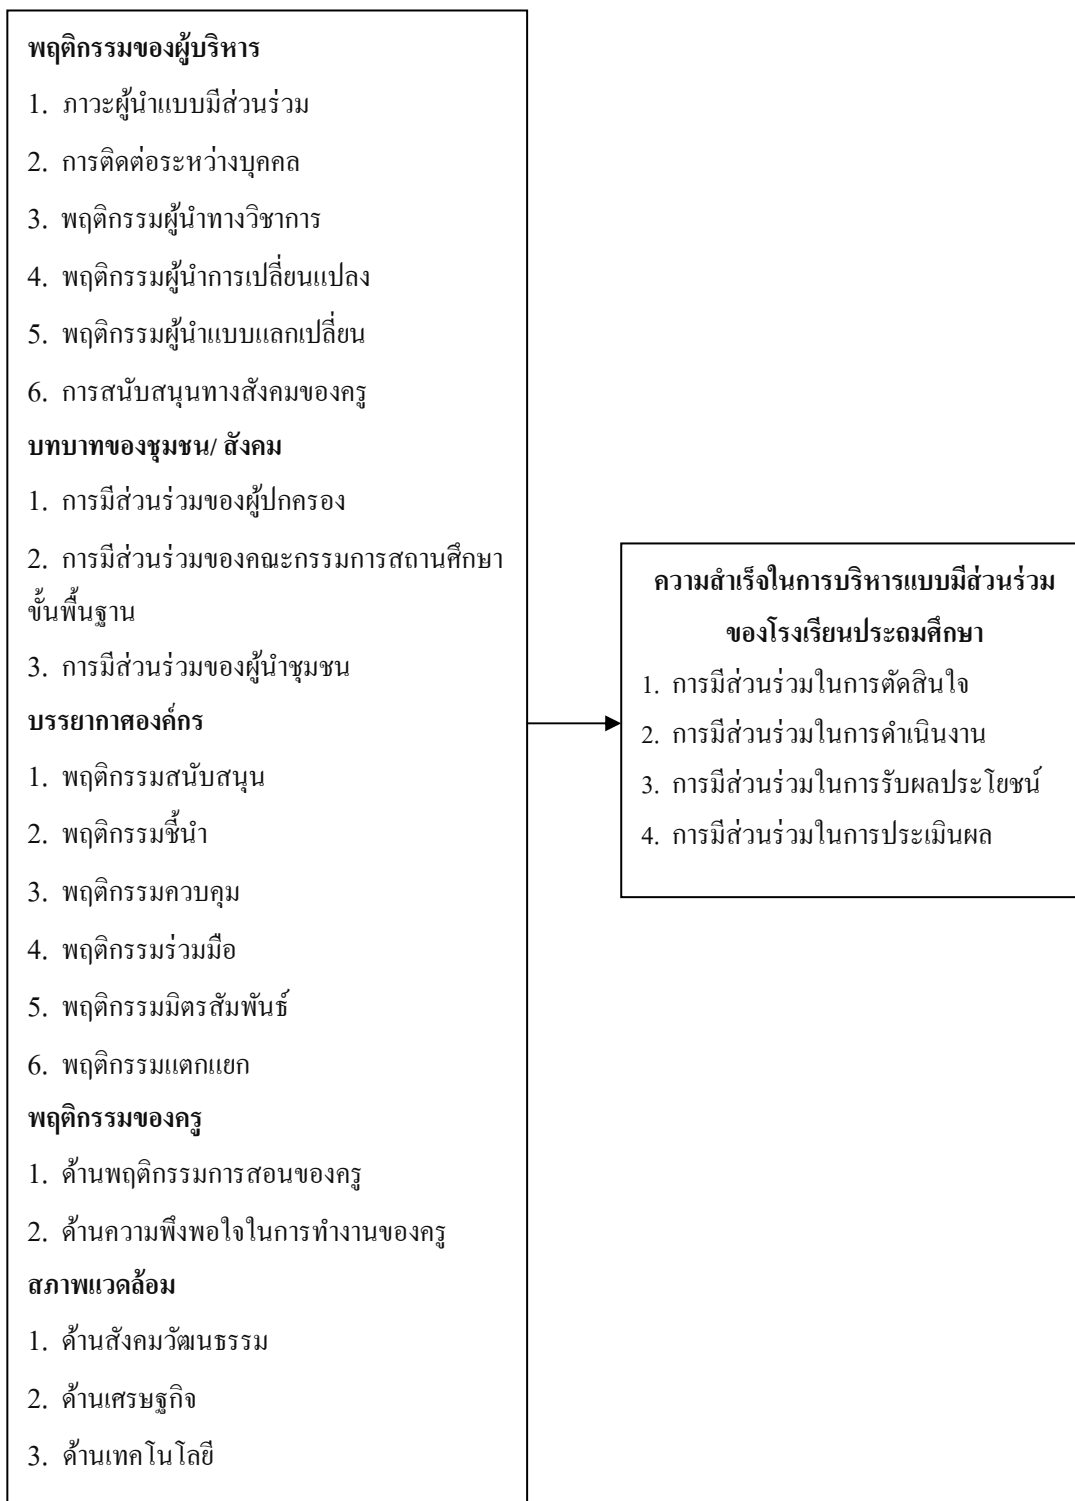 พฤติกรรมของผู้บริหาร
1. ภาวะผู้นำแบบมีส่วนร่วม
2. การติดต่อระหว่างบุคคล
3. พฤติกรรมผู้นำทางวิชาการ
4. พฤติกรรมผู้นำการเปลี่ยนแปลง
5. พฤติกรรมผู้นำแบบแลกเปลี่ยน
6. การสนับสนุนทางสังคมของครู
บทบาทของชุมชน/ สังคม
1. การมีส่วนร่วมของผู้ปกครอง
2. การมีส่วนร่วมของคณะกรรมการสถานศึกษา
ขั้นพื้นฐาน
3. การมีส่วนร่วมของผู้นำชุมชน
บรรยากาศองค์กร
1. พฤติกรรมสนับสนุน
2. พฤติกรรมชี้นำ
3. พฤติกรรมควบคุม
4. พฤติกรรมร่วมมือ
5. พฤติกรรมมิตรสัมพันธ์
6. พฤติกรรมแตกแยก
พฤติกรรมของครู
1. ด้านพฤติกรรมการสอนของครู
2. ด้านความพึงพอใจในการทำงานของครู
สภาพแวดล้อม
1. ด้านสังคมวัฒนธรรม
2. ด้านเศรษฐกิจ
3. ด้านเทคโนโลยี
ความสำเร็จในการบริหารแบบมีส่วนร่วม
ของโรงเรียนประถมศึกษา
1. การมีส่วนร่วมในการตัดสินใจ
2. การมีส่วนร่วมในการดำเนินงาน
3. การมีส่วนร่วมในการรับผลประโยชน์
4. การมีส่วนร่วมในการประเมินผล